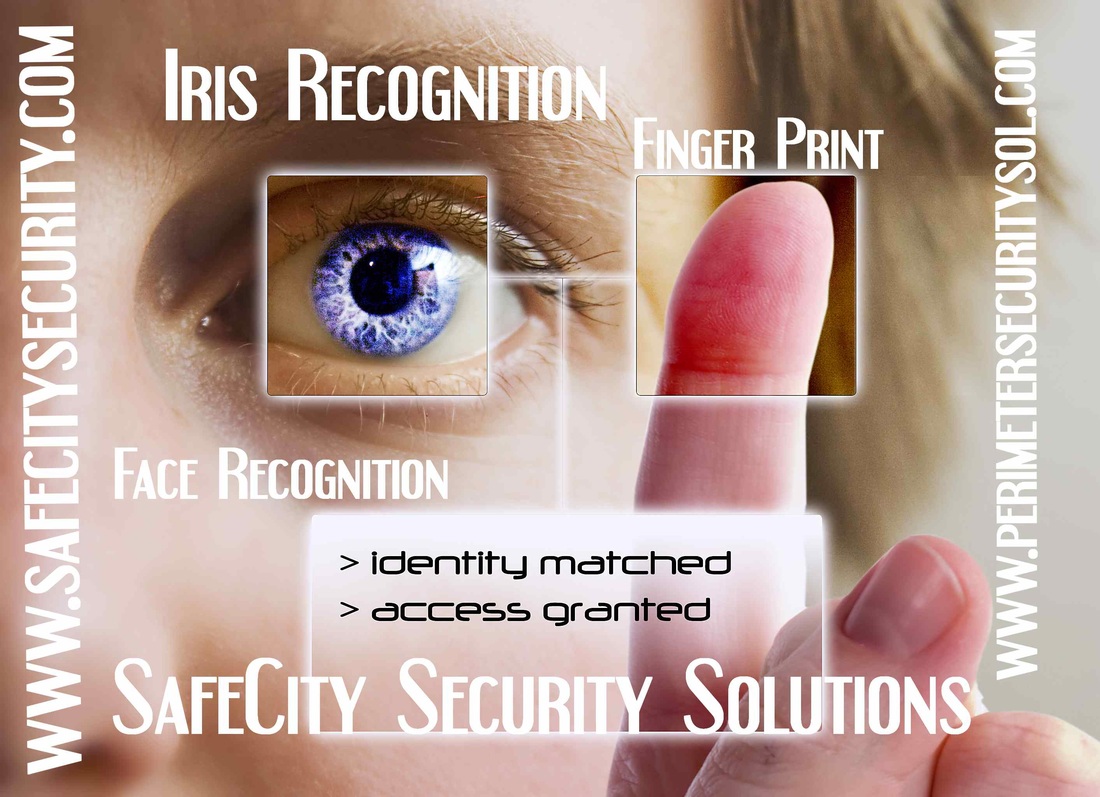 Iris Recognition
Finger Print
Face Recognition
> identity matched
> access granted
SafeCity Security Solutions
WWW.SAFECITYSECURITY.COM
WWW.PERIMETERSECURITYSOL.COM